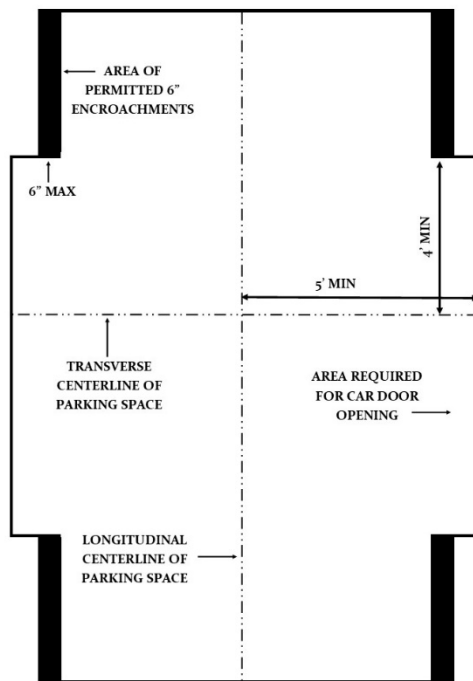 AREA OF
PERMITTED 6"
ENCROACHMENTS
6" MAX
4' MIN
5' MIN
TRANSVERSE
CENTERLINE OF
PARKING SPACE
AREA REQUIRED
FOR CAR DOOR
OPENING
LONGITUDINAL
CENTERLINE OF
PARKING SPACE